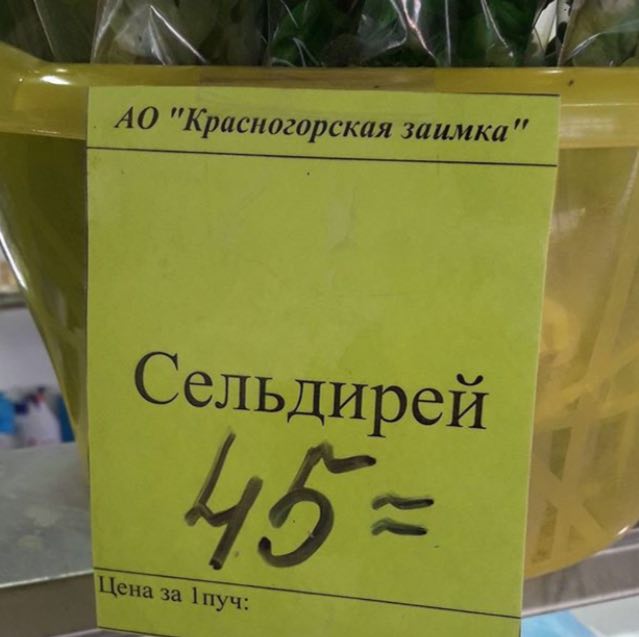 АО "Красногорская заимка"
Сельдирей
45=
Цена за 1пуч: